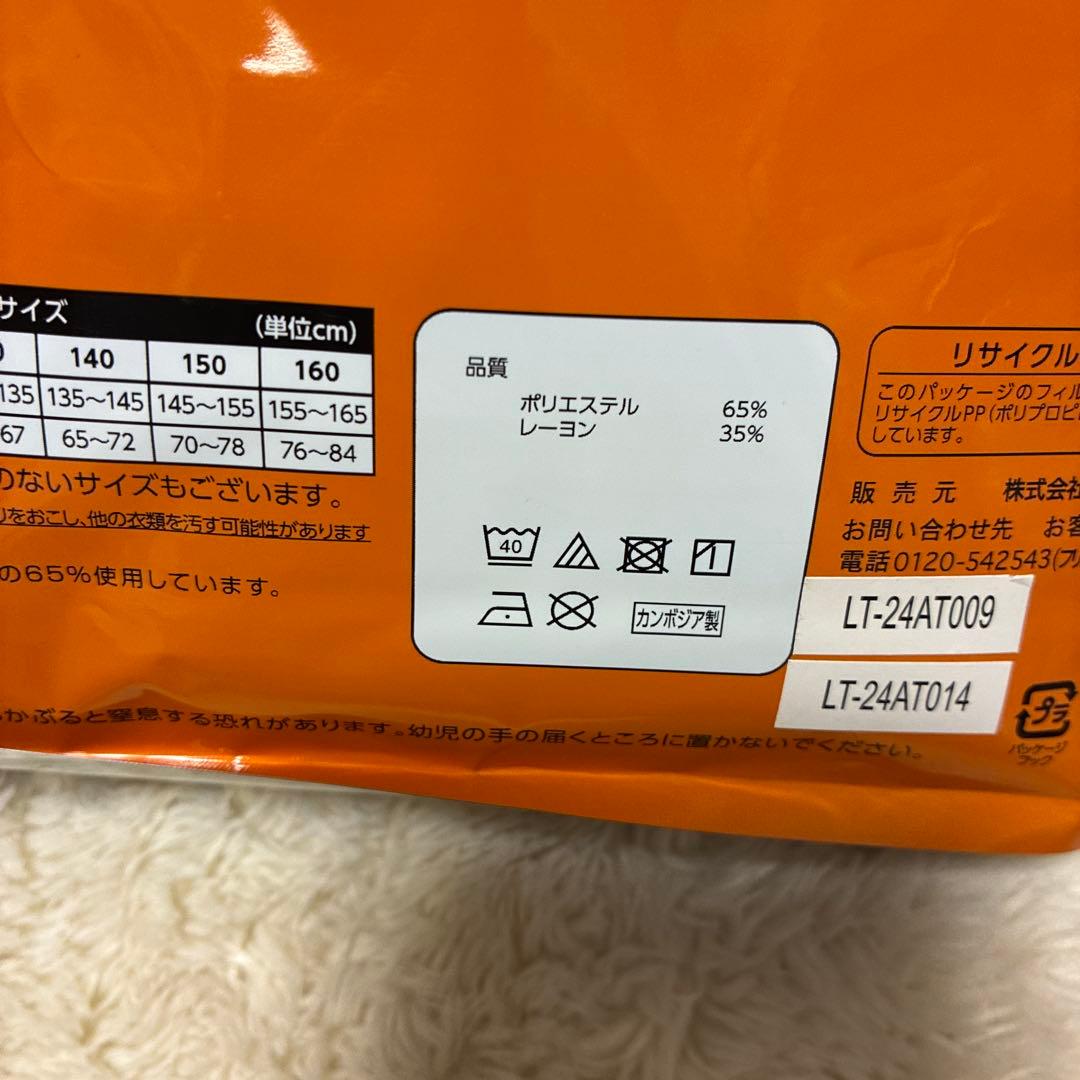 サイズ
(単位cm)
140 150 160
135 135～145 145～155 155～165
67 65～72 70～78 76～84
のないサイズもございます。
をおこし、他の衣類を汚す可能性があります
の65%使用しています。
かぶると窒息する恐れがあります。幼児の手の届くところに置かないでください。
品質
ポリエステル 65%
レーヨン 35%
40
カンボジア製
リサイクル
このパッケージのフィル
リサイクルPP(ポリプロピ
しています。
販売元 株式会社
お問い合わせ先 お客
電話0120-542543(フリ
LT-24AT009
LT-24AT014
プラ
パッケージ
フック